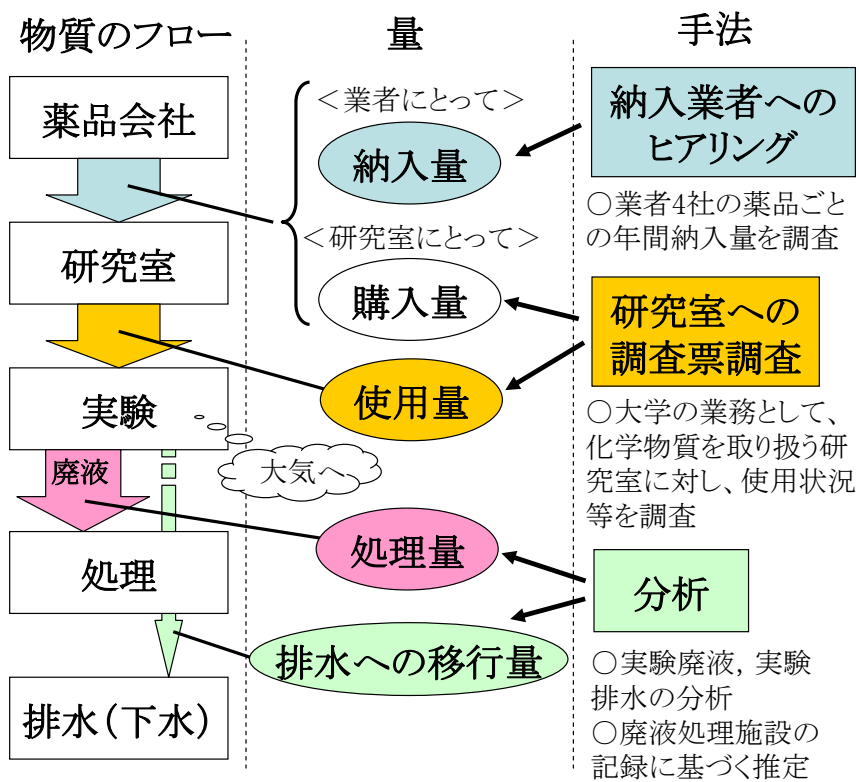 物質のフロー
量
手法
薬品会社
研究室
実験
廃液
処理
排水(下水)
大気へ
<業者にとって>
納入量
<研究室にとって>
購入量
使用量
処理量
排水への移行量
納入業者への
ヒアリング
○業者4社の薬品ごと
の年間納入量を調査
研究室への
調査票調査
○大学の業務として、
化学物質を取り扱う研
究室に対し、使用状況
等を調査
分析
○実験廃液, 実験
排水の分析
○廃液処理施設の
記録に基づく推定